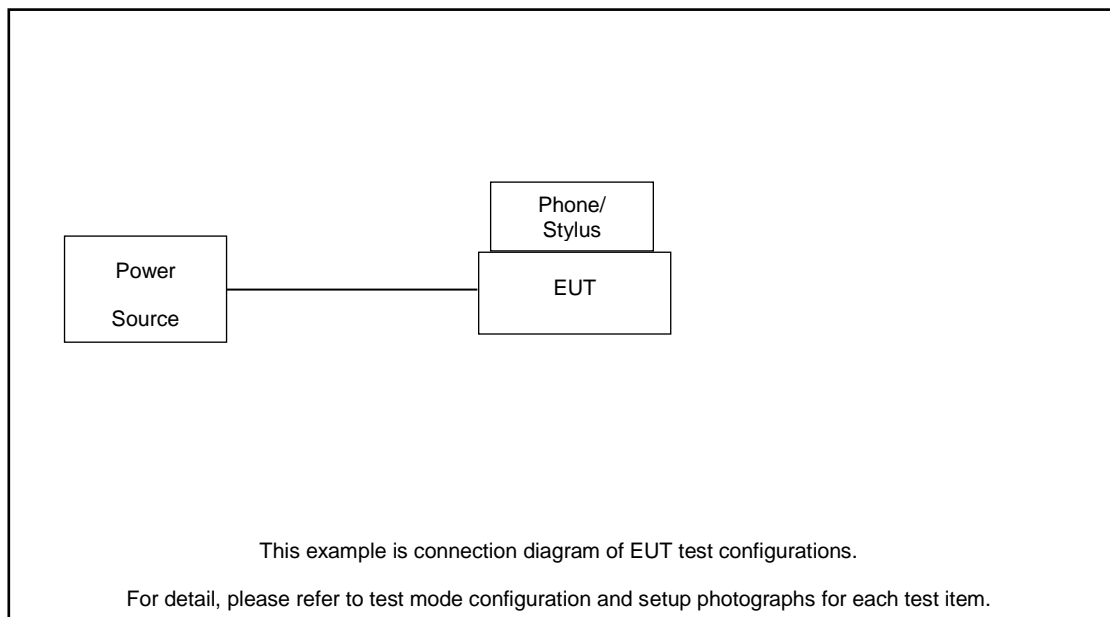 Phone/
Stylus
Power
Source
EUT
This example is connection diagram of EUT test configurations.
For detail, please refer to test mode configuration and setup photographs for each test item.